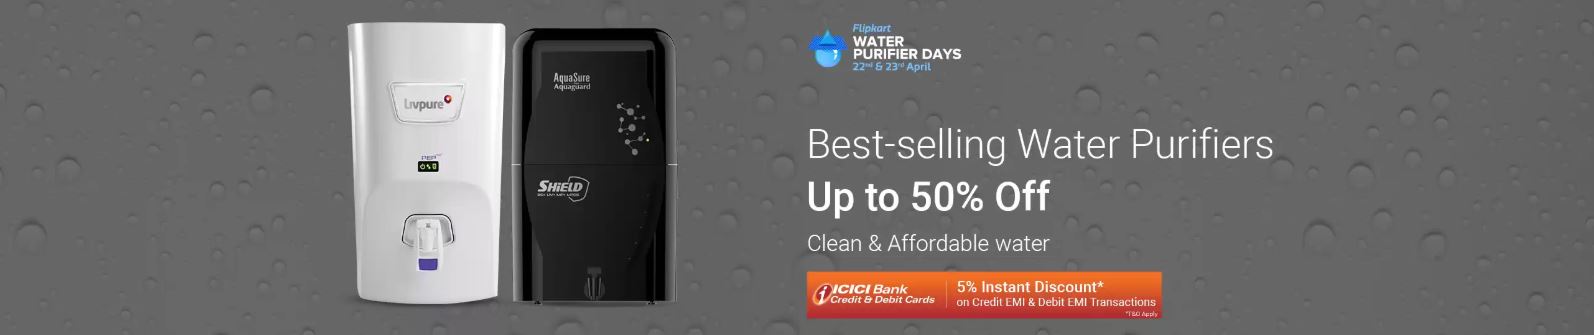 Livpure
PEP
AquaSure
Aquaguard
SHIELD
Flipkart
WATER
PURIFIER DAYS
22nd & 23rd April
Best-selling Water Purifiers
Up to 50% Off
Clean & Affordable water
ICICI Bank
Credit & Debit Cards
5% Instant Discount*
on Credit EMI & Debit EMI Transactions
*T&C Apply